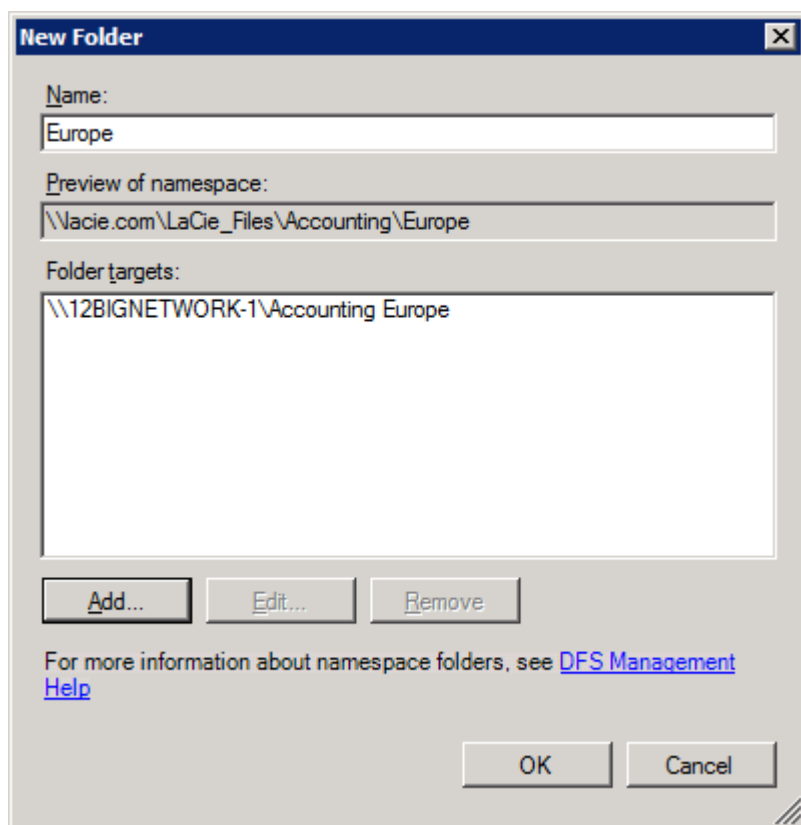 New Folder
Name:
Europe
Preview of namespace:
\\lacie.com\LaCie_Files\Accounting\Europe
Folder targets:
\\12BIGNETWORK-1\Accounting Europe
Add... Edit... Remove
For more information about namespace folders, see DFS Management
Help
OK Cancel